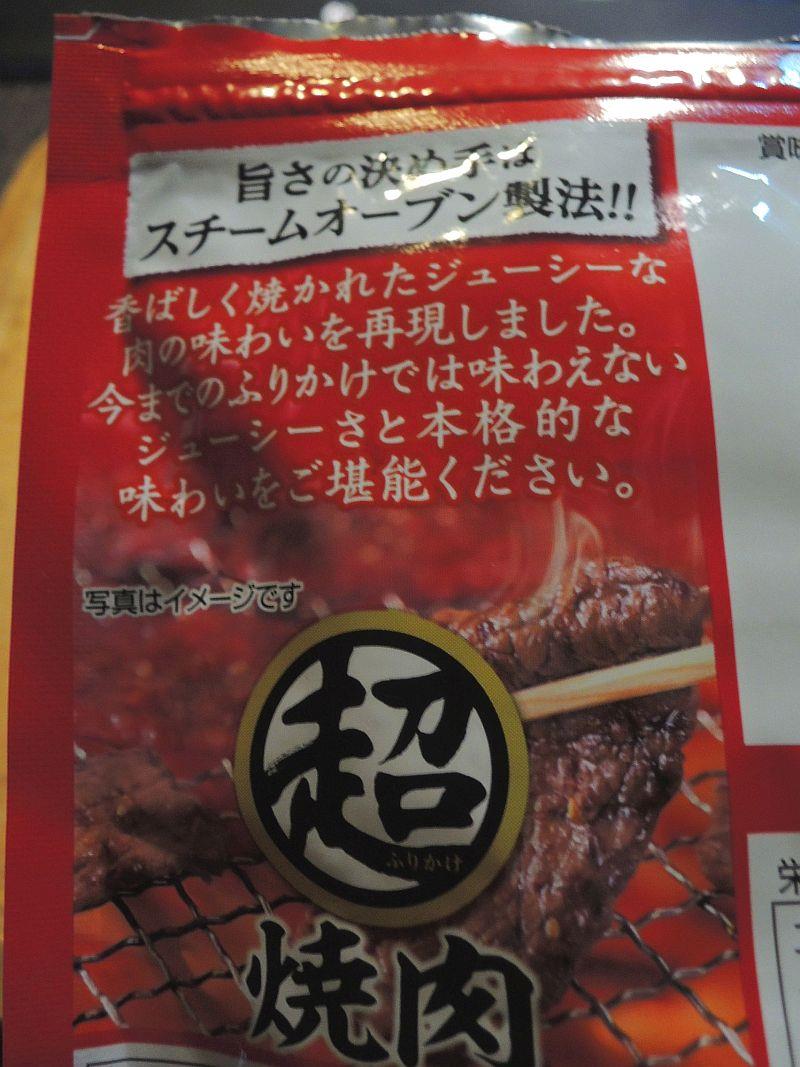 旨さの決め手は
スチームオーブン製法!!
香ばしく焼かれたジューシーな
肉の味わいを再現しました。
今までのふりかけでは味わえない
ジューシーさと本格的な
味わいをご堪能ください。
写真はイメージです
超
ふりかけ
焼肉
賞味
栄